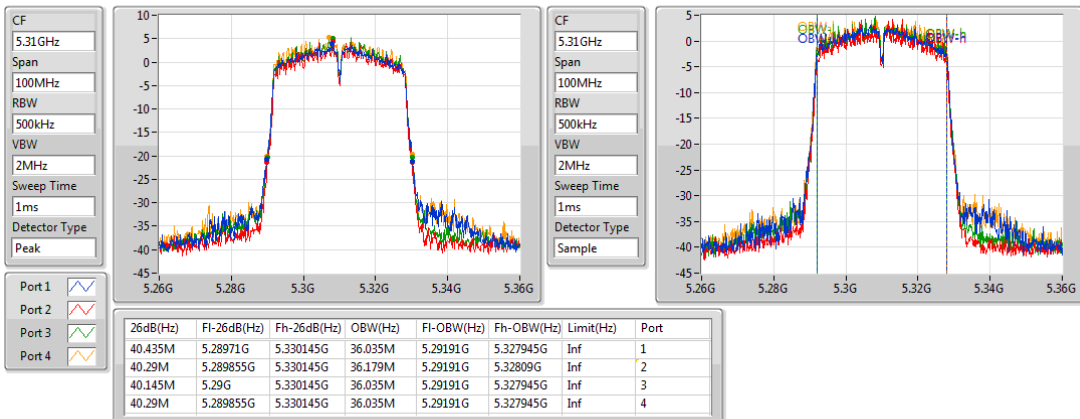 CF
5.31GHz
Span
100MHz
RBW
500kHz
VBW
2MHz
Sweep Time
1ms
Detector Type
Peak
10
5
0
-5
-10
-15
-20
-25
-30
-35
-40
-45
5.26G
5.28G
5.3G
5.32G
5.34G
5.36G
CF
5.31GHz
Span
100MHz
RBW
500kHz
VBW
2MHz
Sweep Time
1ms
Detector Type
Sample
5
0
-5
-10
-15
-20
-25
-30
-35
-40
-45
5.26G
5.28G
5.3G
5.32G
5.34G
5.36G
Port 1
Port 2
Port 3
Port 4
26dB(Hz) Fl-26dB(Hz) Fh-26dB(Hz) OBW(Hz) Fl-OBW(Hz) Fh-OBW(Hz) Limit(Hz) Port
40.435M 5.28971G 5.330145G 36.035M 5.29191G 5.327945G Inf 1
40.29M 5.289855G 5.330145G 36.179M 5.29191G 5.32809G Inf 2
40.145M 5.29G 5.330145G 36.035M 5.29191G 5.327945G Inf 3
40.29M 5.289855G 5.330145G 36.035M 5.29191G 5.327945G Inf 4